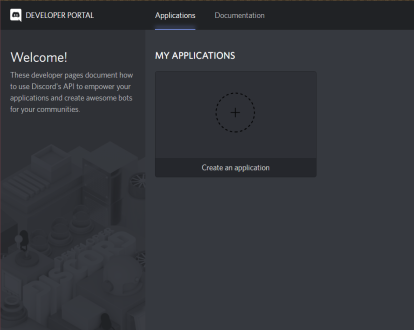 DEVELOPER PORTAL
Applications
Documentation
Welcome!
These developer pages document how
to use Discord's API to empower your
applications and create awesome bots
for your communities.
MY APPLICATIONS
Create an application